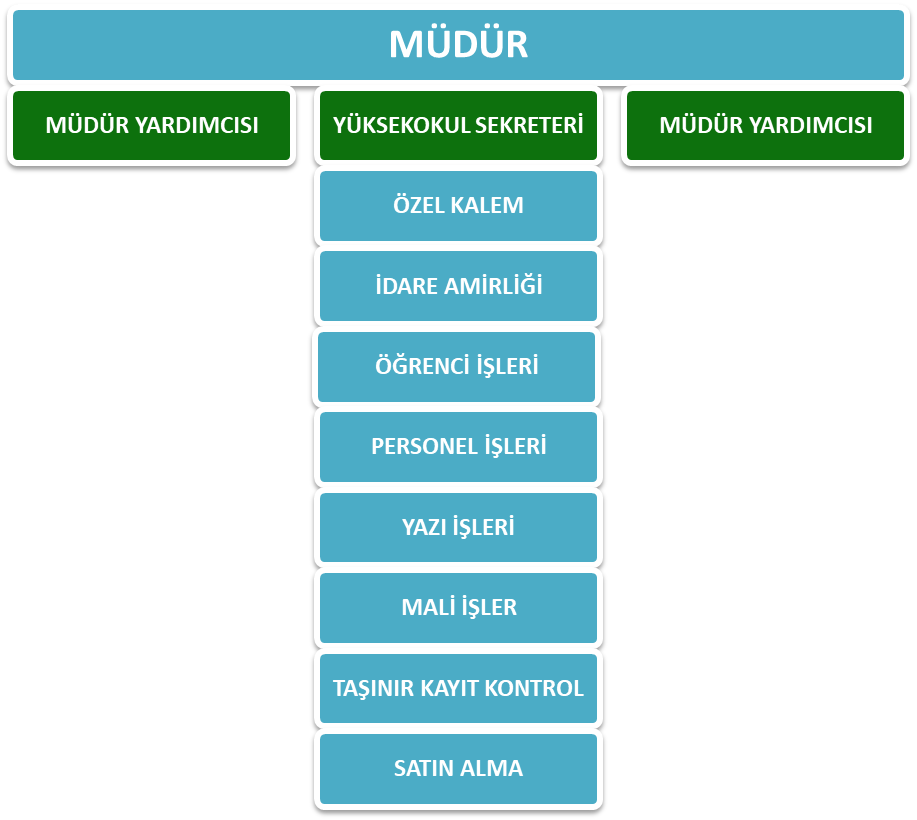 MÜDÜR
MÜDÜR YARDIMCISI
YÜKSEKOKUL SEKRETERİ
MÜDÜR YARDIMCISI
ÖZEL KALEM
İDARE AMİRLİĞİ
ÖĞRENCİ İŞLERİ
PERSONEL İŞLERİ
YAZI İŞLERİ
MALİ İŞLER
TAŞINIR KAYIT KONTROL
SATIN ALMA